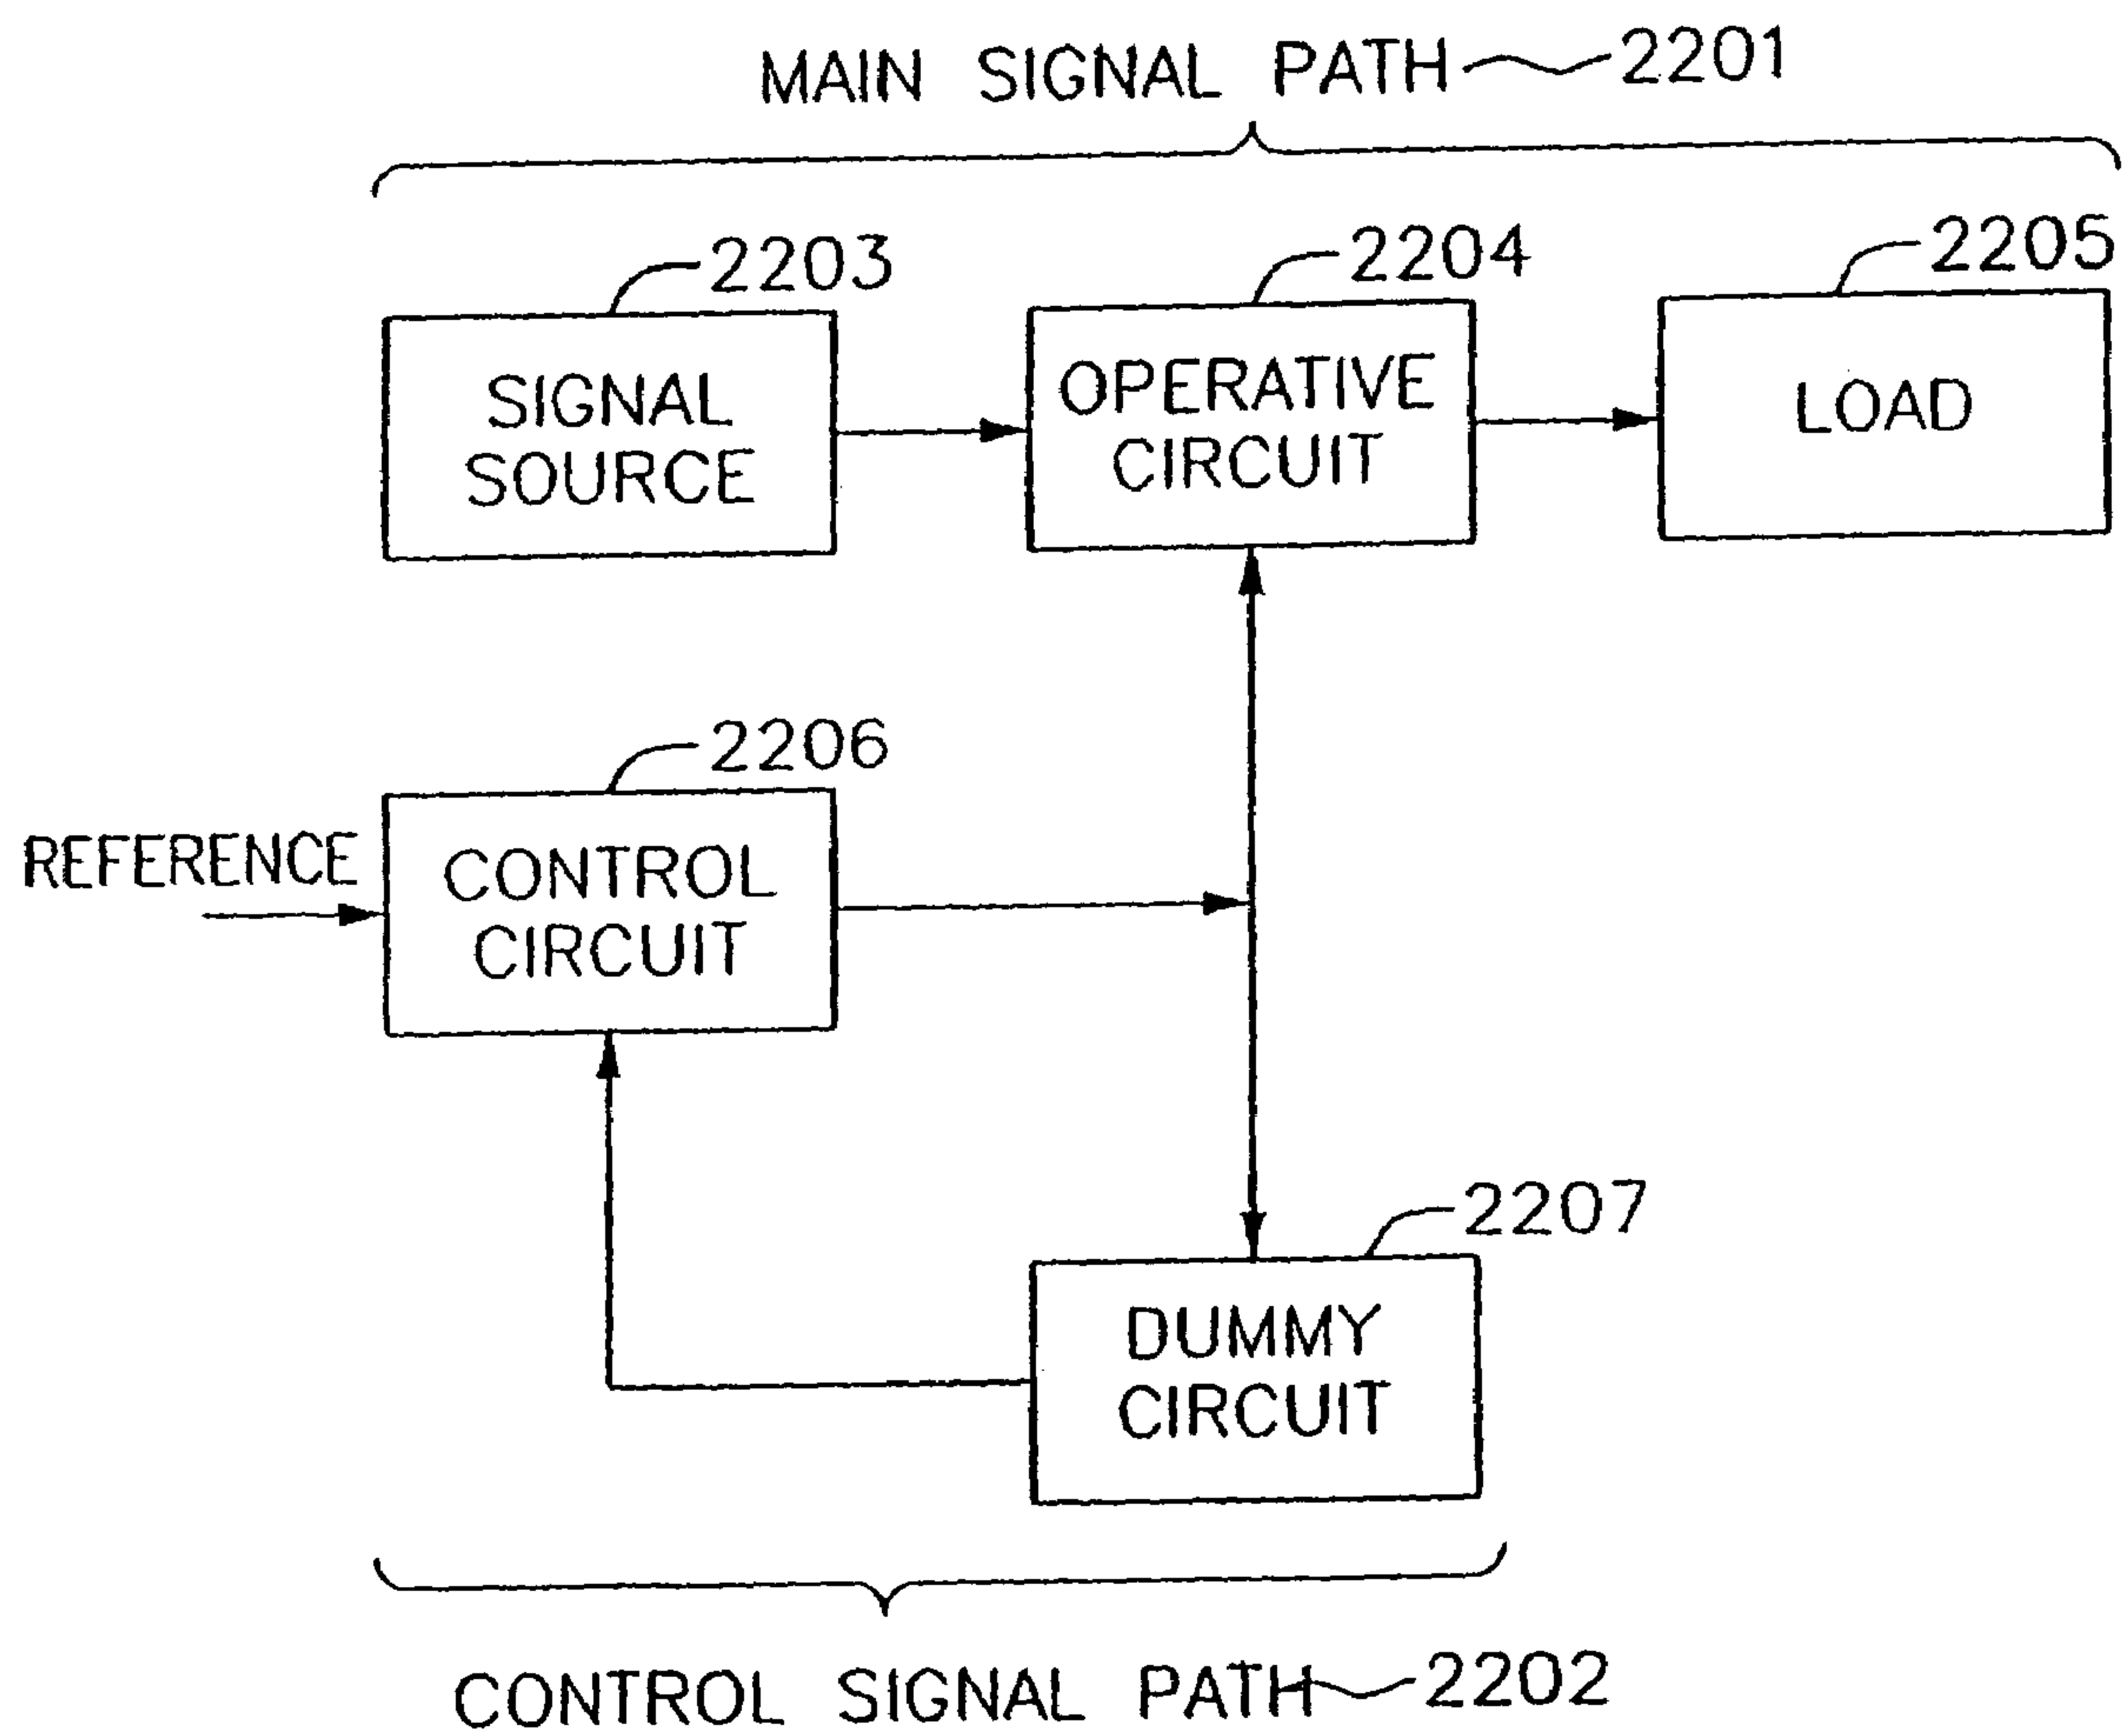 MAIN SIGNAL PATH 2201
2203
2204
2205
SIGNAL
SOURCE
OPERATIVE
CIRCUIT
LOAD
2206
REFERENCE
CONTROL
CIRCUIT
2207
DUMMY
CIRCUIT
CONTROL SIGNAL PATH 2202